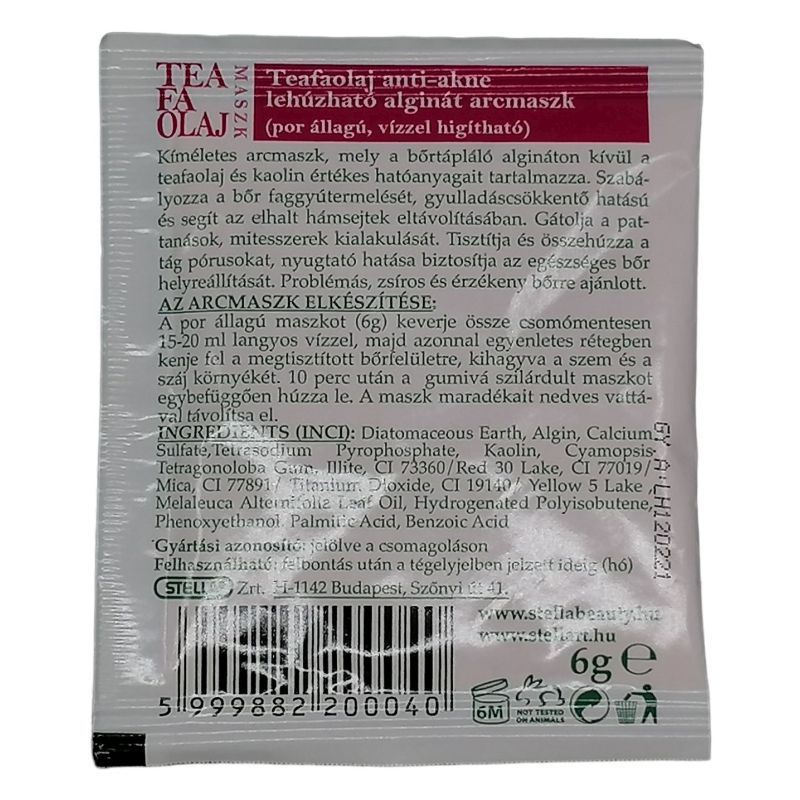 TEA
FA
OLAJ
MASZK
Teafaolaj anti-akne
lehúzható alginát arcmaszk
(por állagú, vízzel higítható)
Kíméletes arcmaszk, mely a bőrtápláló algináton kívül a
teafaolaj és kaolin értékes hatóanyagait tartalmazza. Szabá-
lyozza a bőr faggyútermelését, gyulladáscsökkentő hatású
és segít az elhalt hámsejtek eltávolításában. Gátolja a pat-
tanások, mitesszerek kialakulását. Tisztítja és összehúzza a
tág pórusokat, nyugtató hatása biztosítja az egészséges bőr
helyreállítását. Problémás, zsíros és érzékeny bőrre ajánlott.
AZ ARCMASZK ELKÉSZÍTÉSE:
A por állagú maszkot (6g) keverje össze csomómentesen
15-20 ml langyos vízzel, majd azonnal egyenletes rétegben
kenje fel a megtisztított bőrfelületre, kihagyva a szem és a
száj környékét. 10 perc után a gumivá szilárdult maszkot
egybefüggően húzza le. A maszk maradékait nedves vattá-
val távolítsa el.
INGREDIENTS (INCI): Diatomaceous Earth, Algin, Calcium
Sulfate,Tetrasodium Pyrophosphate, Kaolin, Cyamopsis-
Tetragonoloba Gum, Illite, CI 73360/Red 30 Lake, CI 77019/
Mica, CI 77891/ Titanium Dioxide, CI 19140/ Yellow 5 Lake,
Melaleuca Alternifolia Leaf Oil, Hydrogenated Polyisobutene,
Phenoxyethanol, Palmitic Acid, Benzoic Acid
Gyártási azonosító: jelölve a csomagoláson
Felhasználható: felbontás után a tégelyjelben jelzett ideig (hó)
STELLA Zrt. H-1142 Budapest, Szőnyi út 41.
GY.A:LH120221
www.stellabeauty.hu
www.stellart.hu
6g ℮
5 999882 200040
6M
NOT TESTED
ON ANIMALS